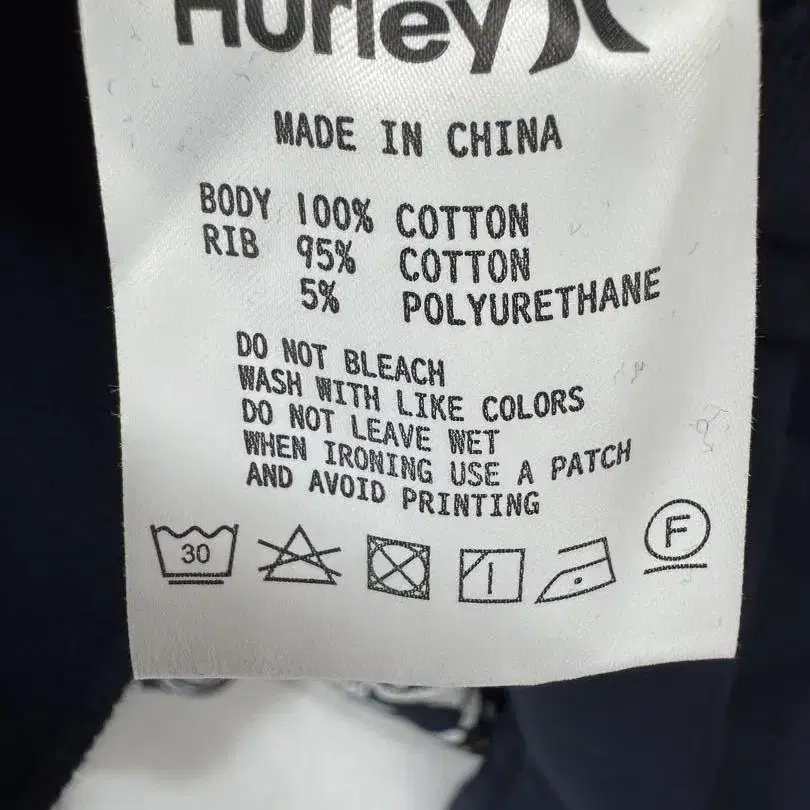 Hurley
MADE IN CHINA
BODY 100% COTTON
RIB 95% COTTON
5% POLYURETHANE
DO NOT BLEACH
WASH WITH LIKE COLORS
DO NOT LEAVE WET
WHEN IRONING USE A PATCH
AND AVOID PRINTING
30
F